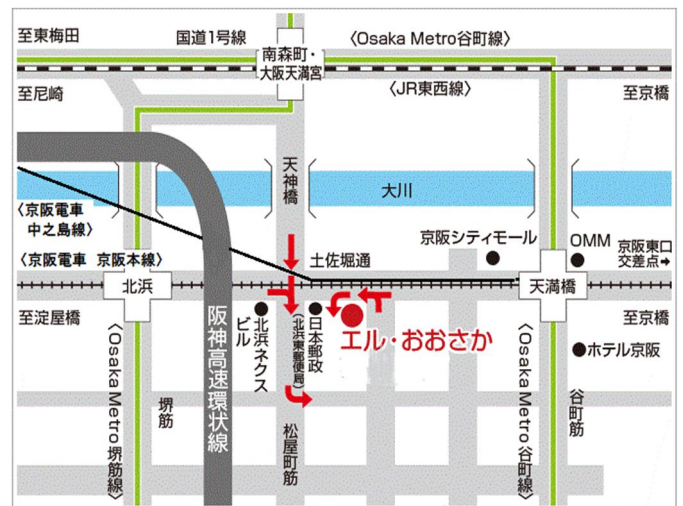 至東梅田
国道1号線
南森町・
大阪天満宮
〈Osaka Metro谷町線〉
至尼崎
〈JR東西線〉
至京橋
天神橋
大川
〈京阪電車
中之島線〉
〈京阪電車 京阪本線〉
土佐堀通
京阪シティモール
OMM
京阪東口
交差点→
北浜
天満橋
至淀屋橋
阪神高速環状線
北浜ネクス
ビル
日本郵政
(北浜東郵便局)
エル・おおさか
至京橋
ホテル京阪
〈Osaka Metro堺筋線〉
堺筋
松屋町筋
〈Osaka Metro谷町線〉
谷町筋